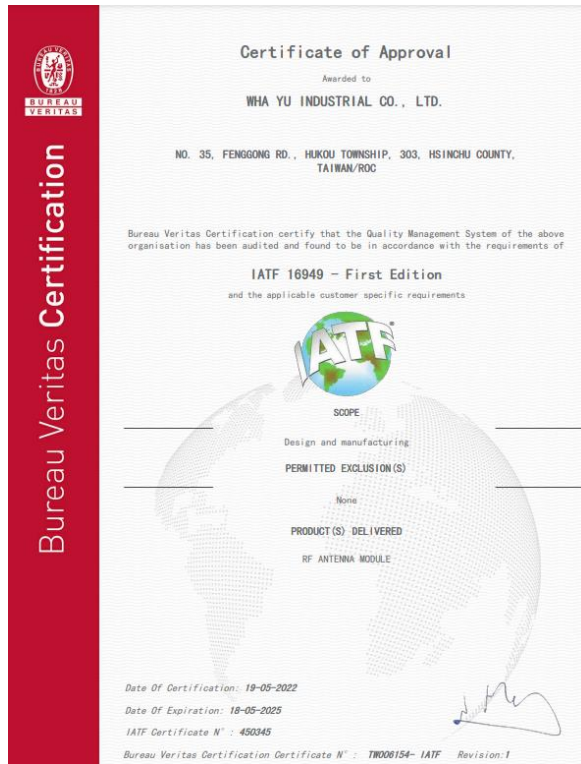 BUREAU
VERITAS
Bureau Veritas Certification
Certificate of Approval
Awarded to
WHA YU INDUSTRIAL CO., LTD.
NO. 35, FENGGONG RD., HUKOU TOWNSHIP, 303, HSINCHU COUNTY,
TAIWAN/ROC
Bureau Veritas Certification certify that the Quality Management System of the above
organisation has been audited and found to be in accordance with the requirements of
IATF 16949 - First Edition
and the applicable customer specific requirements
IATF®
SCOPE
Design and manufacturing
PERMITTED EXCLUSION(S)
None
PRODUCT(S) DELIVERED
RF ANTENNA MODULE
Date Of Certification: 19-05-2022
Date Of Expiration: 18-05-2025
IATF Certificate N° : 450345
Bureau Veritas Certification Certificate N° : TW006154- IATF Revision:1